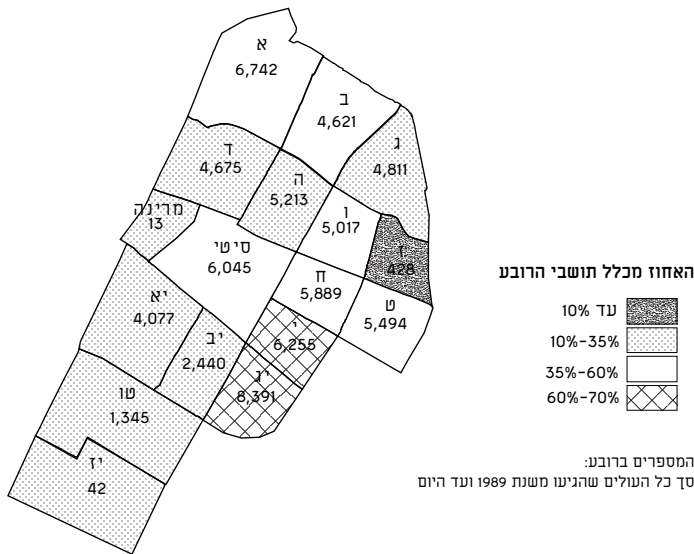 א
6,742
ב
4,621
ג
4,811
ד
4,675
ה
5,213
ו
5,017
ז
428
מרינה
13
סיטי
6,045
ח
5,889
ט
5,494
יא
4,077
יב
2,440
י
6,255
יג
8,391
טו
1,345
יז
42
האחוז מכלל תושבי הרובע
עד 10%
10%-35%
35%-60%
60%-70%
המספרים ברובע:
סך כל העולים שהגיעו משנת 1989 ועד היום